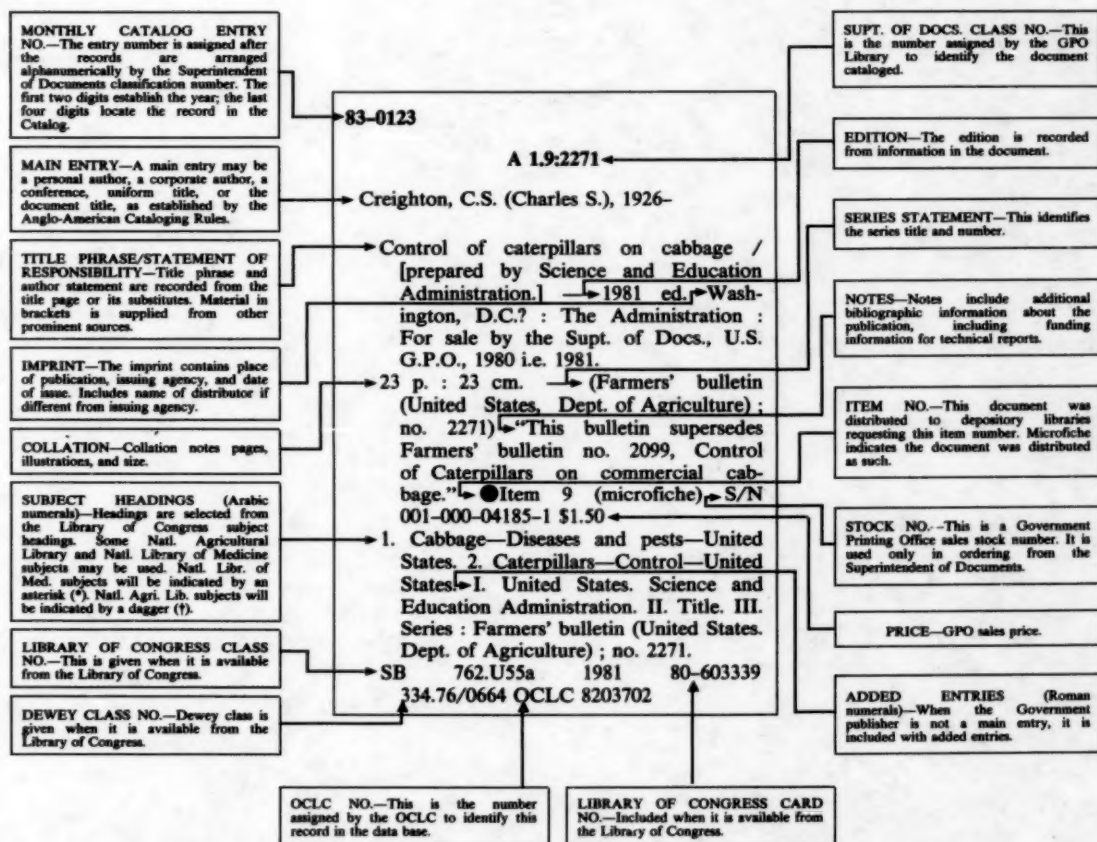 MONTHLY CATALOG ENTRY
NO.—The entry number is assigned after
the records are arranged
alphanumerically by the Superintendent
of Documents classification number. The
first two digits establish the year; the last
four digits locate the record in the
Catalog.
MAIN ENTRY—A main entry may be
a personal author, a corporate author, a
conference, uniform title, or the
document title, as established by the
Anglo-American Cataloging Rules.
TITLE PHRASE/STATEMENT OF
RESPONSIBILITY—Title phrase and
author statement are recorded from the
title page or its substitutes. Material in
brackets is supplied from other
prominent sources.
IMPRINT—The imprint contains place
of publication, issuing agency, and date
of issue. Includes name of distributor if
different from issuing agency.
COLLATION—Collation notes pages,
illustrations, and size.
SUBJECT HEADINGS (Arabic
numerals)—Headings are selected from
the Library of Congress subject
headings. Some Natl. Agricultural
Library and Natl. Library of Medicine
subjects may be used. Natl. Libr. of
Med. subjects will be indicated by an
asterisk (*). Natl. Agri. Lib. subjects will
be indicated by a dagger (†).
LIBRARY OF CONGRESS CLASS
NO.—This is given when it is available
from the Library of Congress.
DEWEY CLASS NO.—Dewey class is
given when it is available from the
Library of Congress.
83–0123
A 1.9:2271
Creighton, C.S. (Charles S.), 1926–
Control of caterpillars on cabbage /
[prepared by Science and Education
Administration.] 1981 ed. Wash-
ington, D.C.? : The Administration :
For sale by the Supt. of Docs., U.S.
G.P.O., 1980 i.e. 1981.
23 p. : 23 cm. (Farmers' bulletin
(United States, Dept. of Agriculture) ;
no. 2271) "This bulletin supersedes
Farmers' bulletin no. 2099, Control
of Caterpillars on commercial cab-
bage." ●Item 9 (microfiche) S/N
001–000–04185–1 $1.50
1. Cabbage—Diseases and pests—United
States. 2. Caterpillars—Control—United
States. I. United States. Science and
Education Administration. II. Title. III.
Series : Farmers' bulletin (United States.
Dept. of Agriculture) ; no. 2271.
SB 762.U55a 1981 80–603339
334.76/0664 OCLC 8203702
SUPT. OF DOCS. CLASS NO.—This
is the number assigned by the GPO
Library to identify the document
cataloged.
EDITION—The edition is recorded
from information in the document.
SERIES STATEMENT—This identifies
the series title and number.
NOTES—Notes include additional
bibliographic information about the
publication, including funding
information for technical reports.
ITEM NO.—This document was
distributed to depository libraries
requesting this item number. Microfiche
indicates the document was distributed
as such.
STOCK NO.—This is a Government
Printing Office sales stock number. It is
used only in ordering from the
Superintendent of Documents.
PRICE—GPO sales price.
ADDED ENTRIES (Roman
numerals)—When the Government
publisher is not a main entry, it is
included with added entries.
OCLC NO.—This is the number
assigned by the OCLC to identify this
record in the data base.
LIBRARY OF CONGRESS CARD
NO.—Included when it is available from
the Library of Congress.